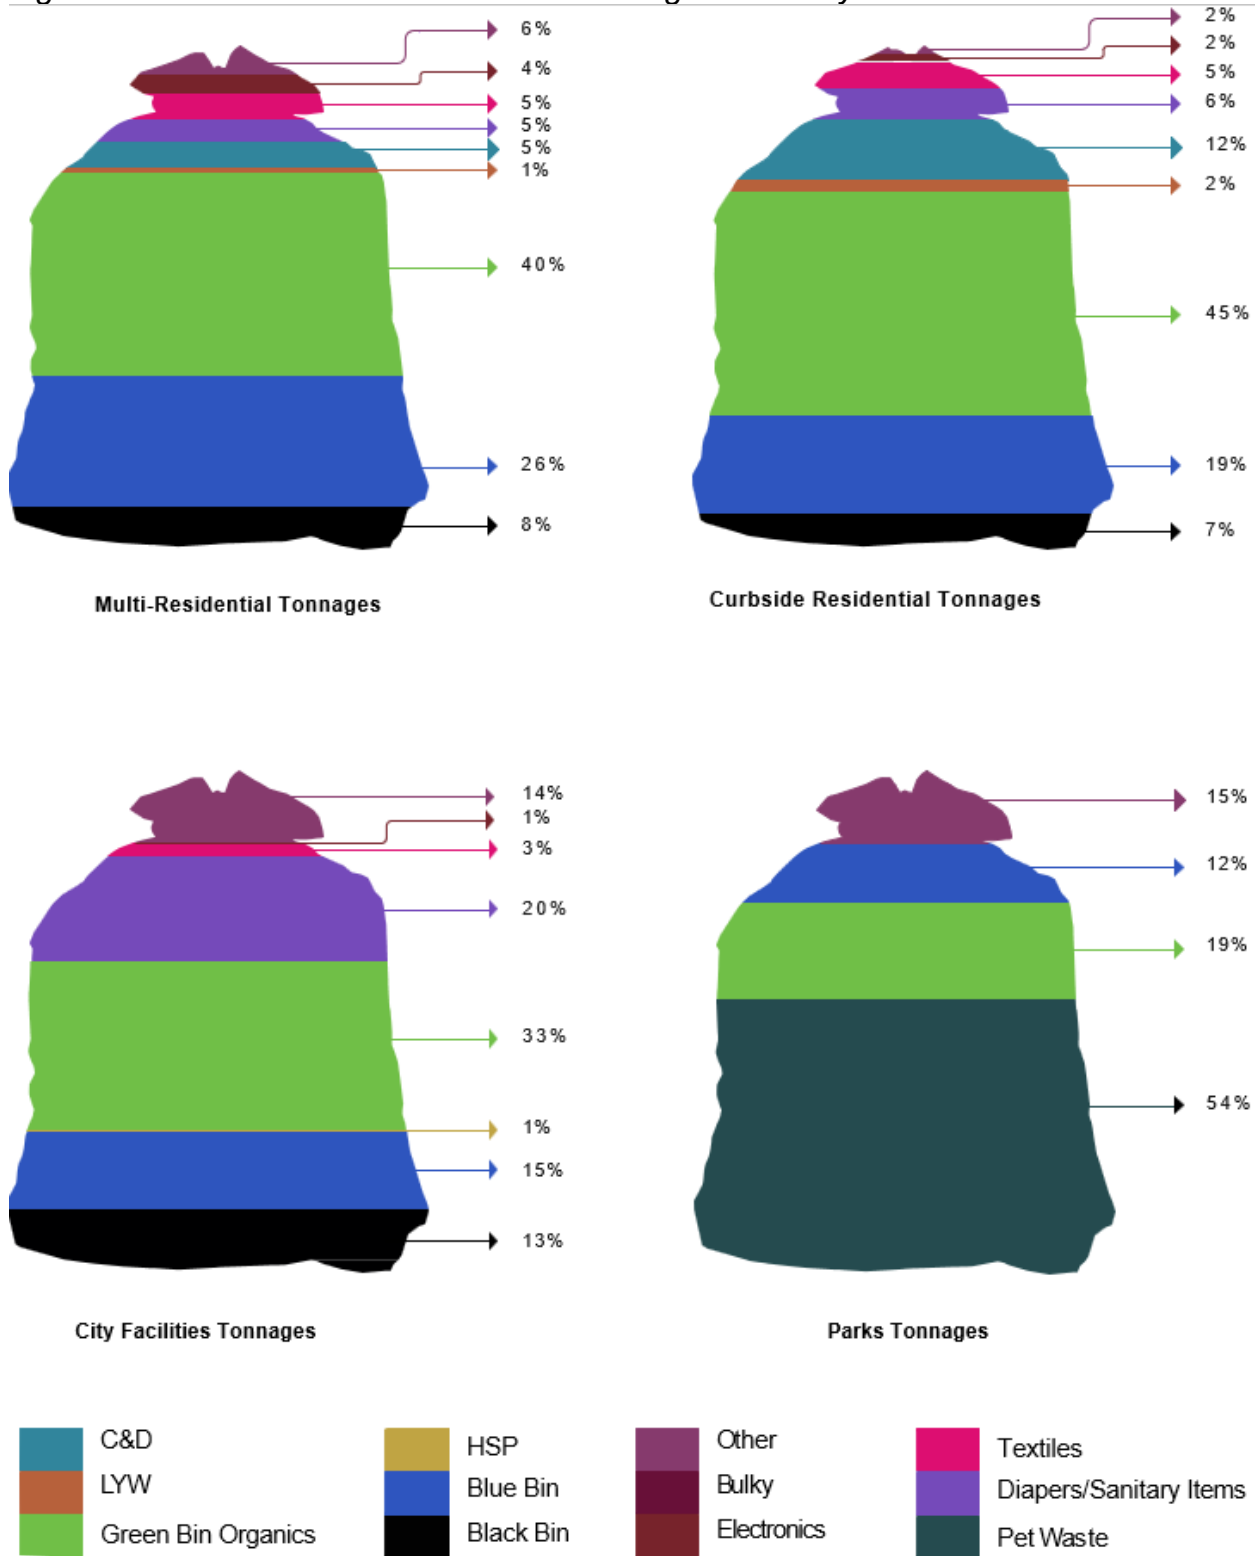 6%
4%
5%
5%
5%
1%
40%
26%
8%
Multi-Residential Tonnages
2%
2%
5%
6%
12%
2%
45%
19%
7%
Curbside Residential Tonnages
14%
1%
3%
20%
33%
1%
15%
13%
City Facilities Tonnages
15%
12%
19%
54%
Parks Tonnages
C&D
LYW
Green Bin Organics
HSP
Blue Bin
Black Bin
Other
Bulky
Electronics
Textiles
Diapers/Sanitary Items
Pet Waste